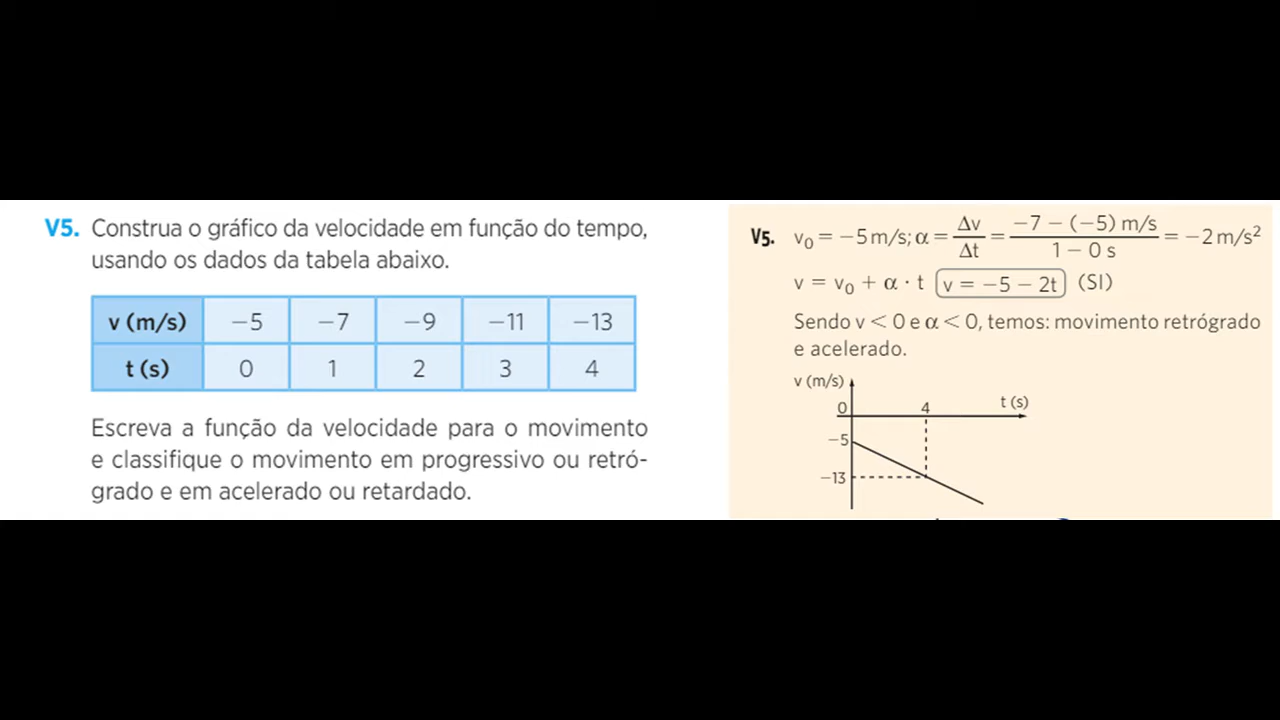 V5. Construa o gráfico da velocidade em função do tempo,
usando os dados da tabela abaixo.
v (m/s) −5 −7 −9 −11 −13
t (s) 0 1 2 3 4
Escreva a função da velocidade para o movimento
e classifique o movimento em progressivo ou retró-
grado e em acelerado ou retardado.
V5. v₀ = −5 m/s; α = Δv/Δt = −7 − (−5) m/s / 1 − 0 s = −2 m/s²
v = v₀ + α · t v = −5 − 2t (SI)
Sendo v < 0 e α < 0, temos: movimento retrógrado
e acelerado.
v (m/s)
0 4 t (s)
−5
−13